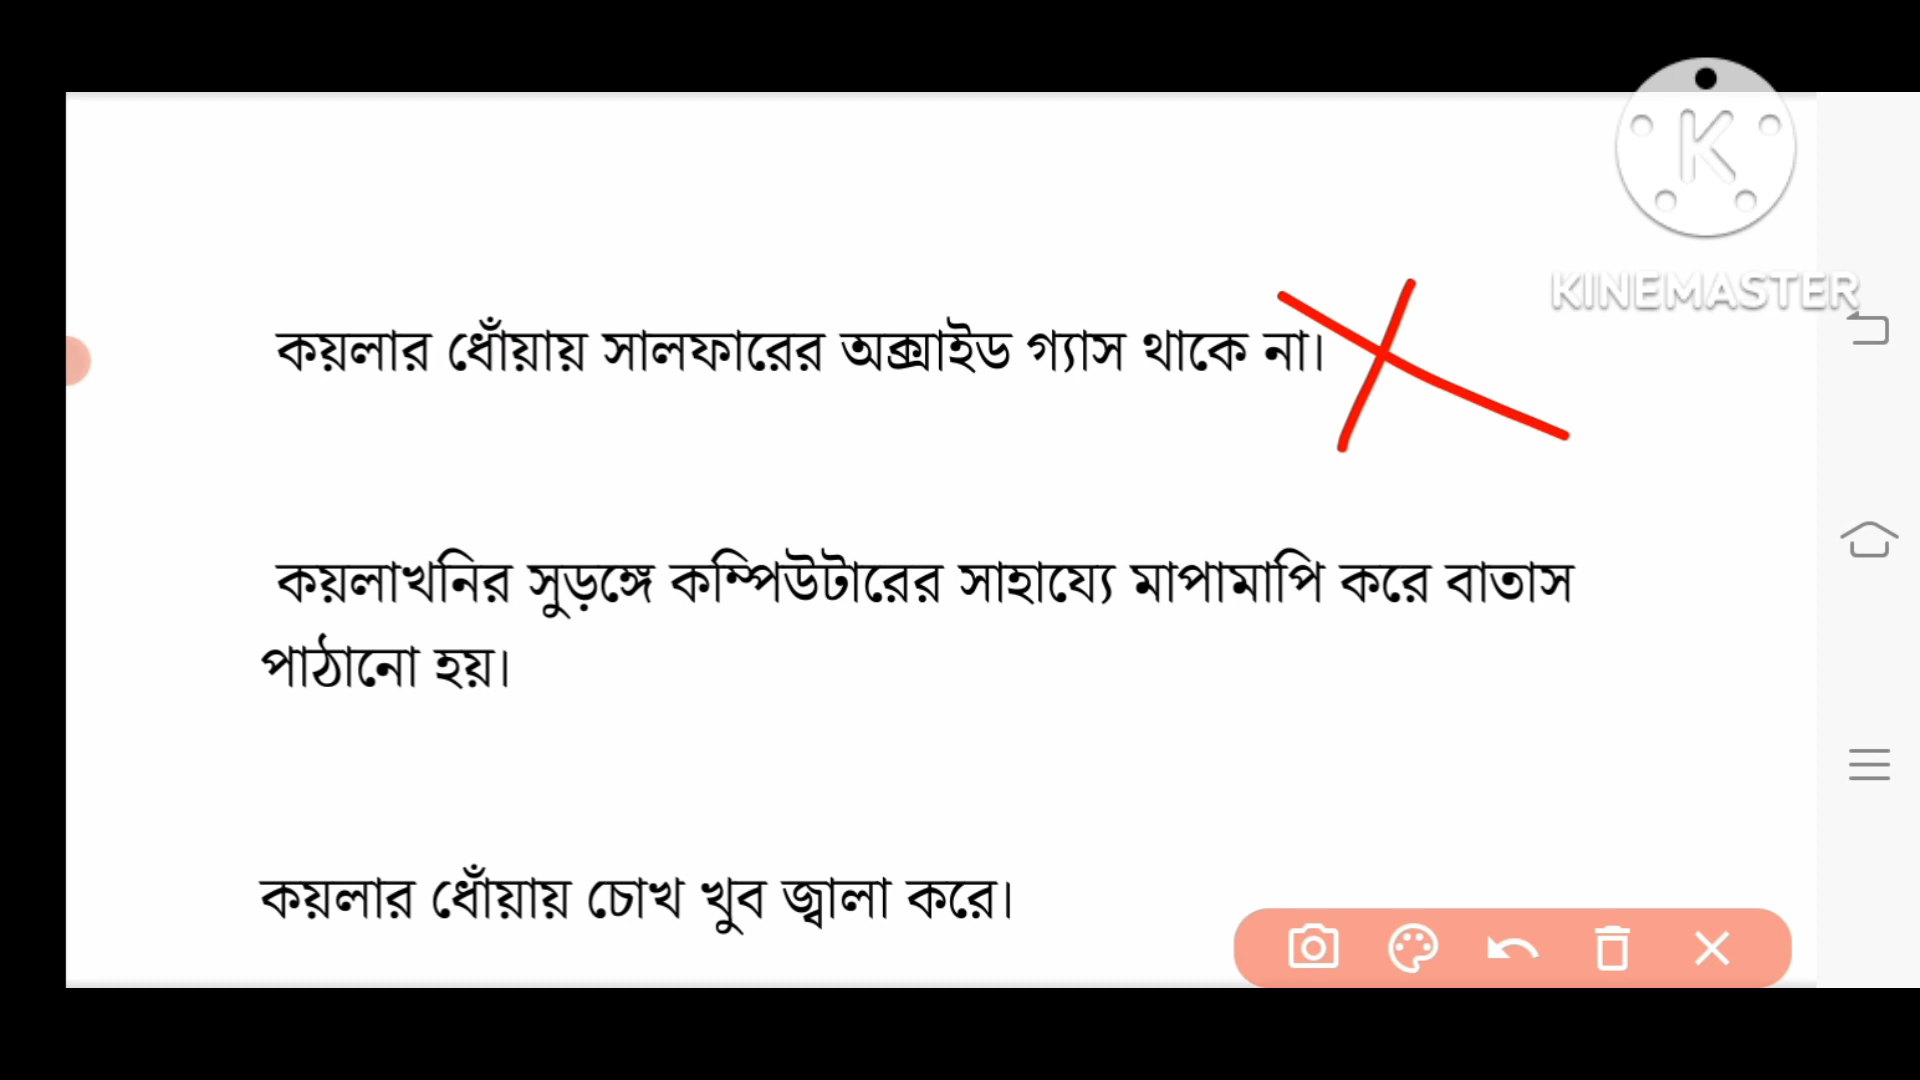 K
KINEMASTER
কয়লার ধোঁয়ায় সালফারের অক্সাইড গ্যাস থাকে না।
কয়লাখনির সুড়ঙ্গে কম্পিউটারের সাহায্যে মাপামাপি করে বাতাস
পাঠানো হয়।
কয়লার ধোঁয়ায় চোখ খুব জ্বালা করে।